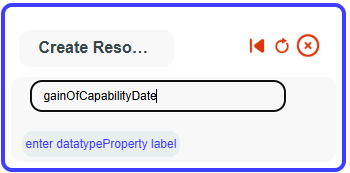 Create Reso...
gainOfCapabilityDate
enter datatypeProperty label